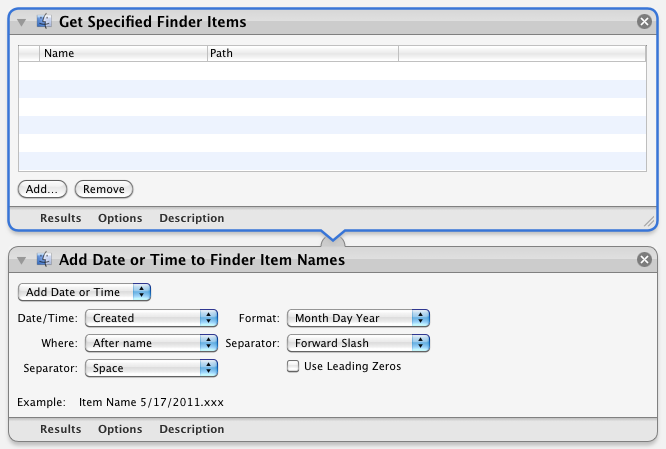 Get Specified Finder Items
Name Path
Add... Remove
Results Options Description
Add Date or Time to Finder Item Names
Add Date or Time
Date/Time: Created Format: Month Day Year
Where: After name Separator: Forward Slash
Separator: Space Use Leading Zeros
Example: Item Name 5/17/2011.xxx
Results Options Description